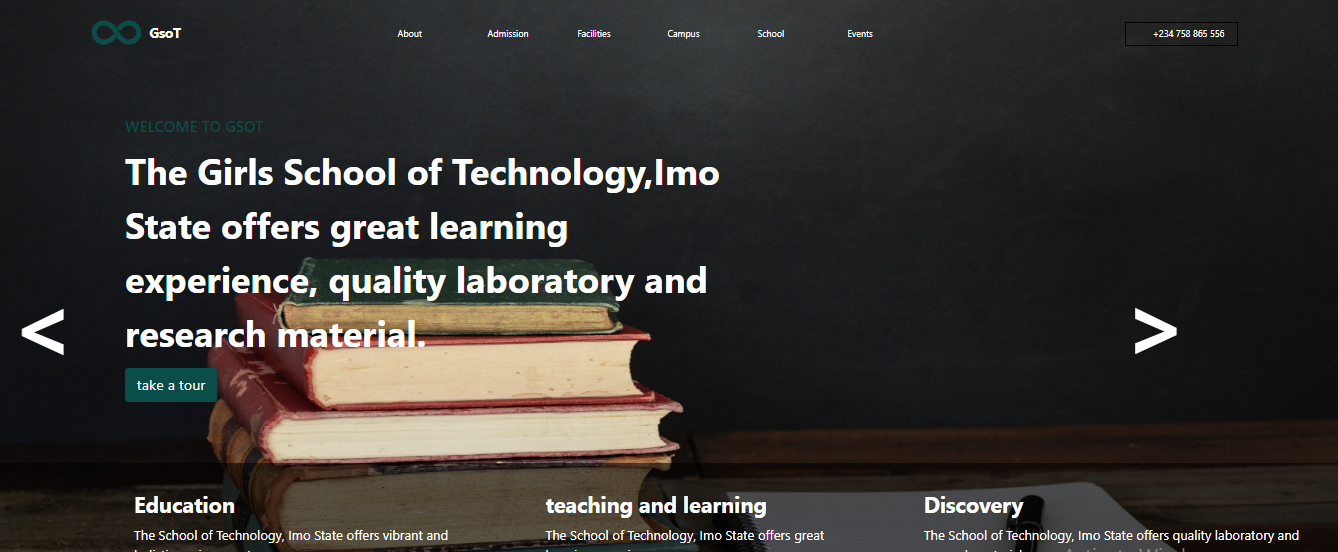 GsoT
About
Admission
Facilities
Campus
School
Events
+234 758 865 556
WELCOME TO GSOT
The Girls School of Technology,Imo
State offers great learning
experience, quality laboratory and
research material.
<
>
take a tour
Education
teaching and learning
Discovery
The School of Technology, Imo State offers vibrant and
The School of Technology, Imo State offers great
The School of Technology, Imo State offers quality laboratory and